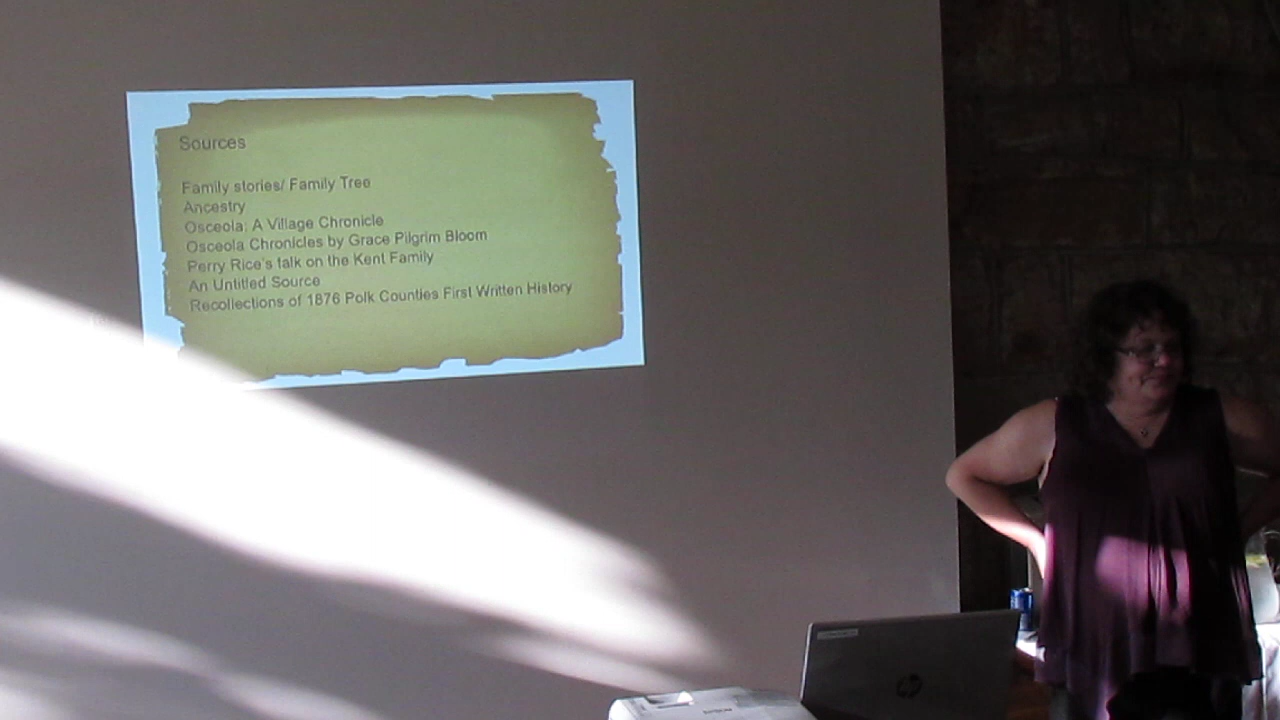 Sources
Family stories/ Family Tree
Ancestry
Osceola: A Village Chronicle
Osceola Chronicles by Grace Pilgrim Bloom
Perry Rice's talk on the Kent Family
An Untitled Source
Recollections of 1876 Polk Counties First Written History
hp